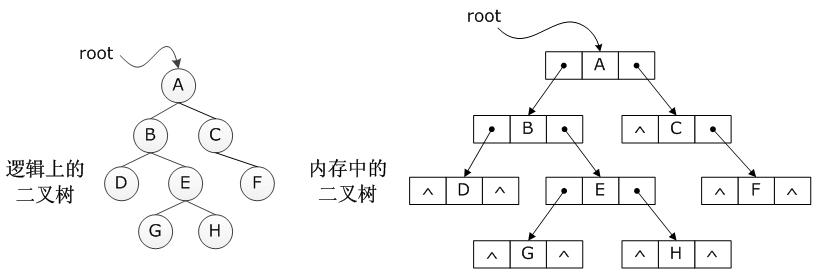 root
A
B C
D E F
G H
逻辑上的
二叉树
root
A
B ^ C
^ D ^ E ^ F ^
^ G ^ ^ H ^
内存中的
二叉树